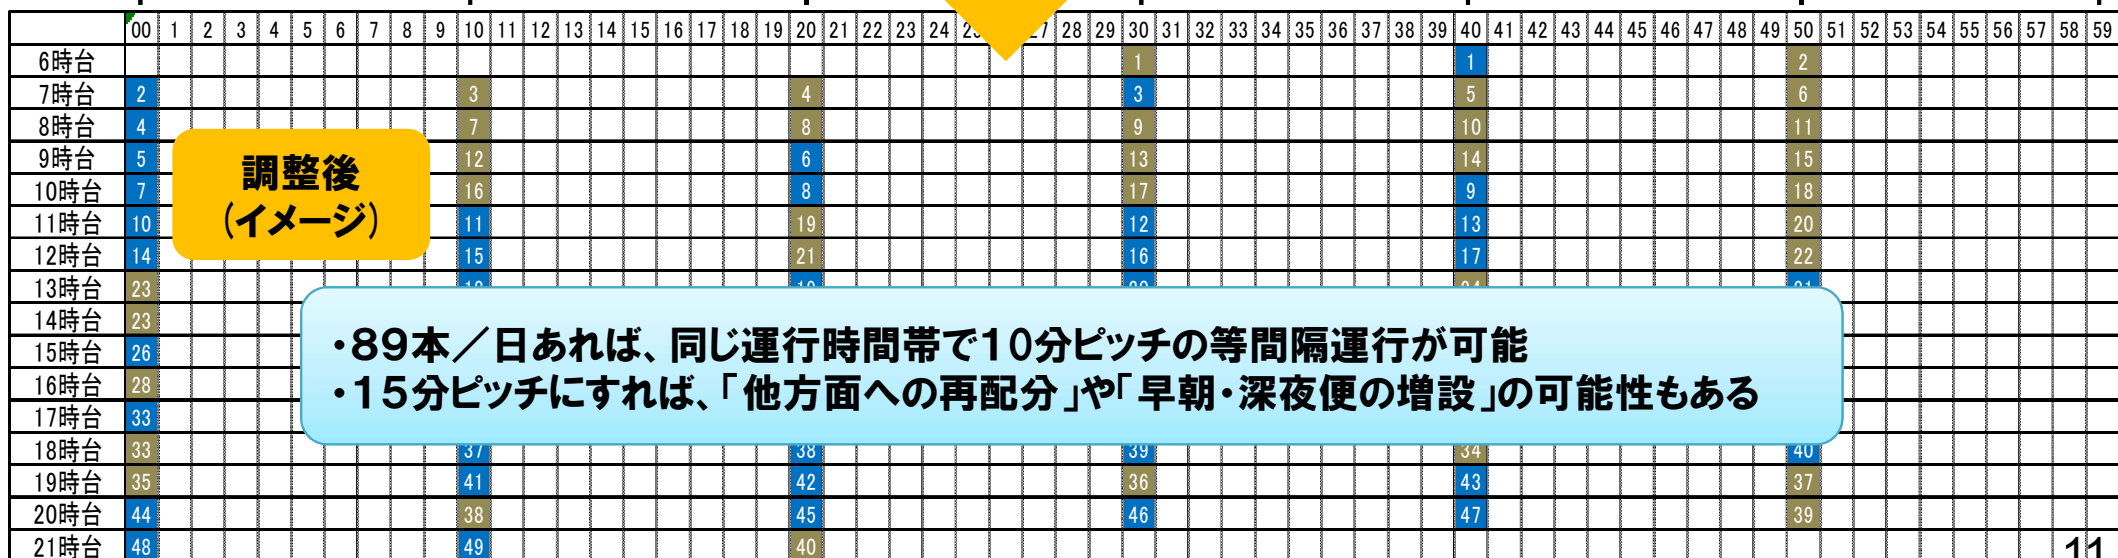 00 1 2 3 4 5 6 7 8 9 10 11 12 13 14 15 16 17 18 19 20 21 22 23 24 27 28 29 30 31 32 33 34 35 36 37 38 39 40 41 42 43 44 45 46 47 48 49 50 51 52 53 54 55 56 57 58 59
6時台 1 1 2
7時台 2 3 4 3 5 6
8時台 4 7 8 9 10 11
9時台 5 12 6 13 14 15
10時台 7 16 8 17 9 18
11時台 10 11 19 12 13 20
12時台 14 15 21 16 17 22
調整後
(イメージ)
13時台 23
14時台 23
15時台 26
16時台 28
17時台 33
・89本/日あれば、同じ運行時間帯で10分ピッチの等間隔運行が可能
・15分ピッチにすれば、「他方面への再配分」や「早朝・深夜便の増設」の可能性もある
18時台 33 37 38 39 34 40
19時台 35 41 42 36 43 37
20時台 44 38 45 46 47 39
21時台 48 49 40
11